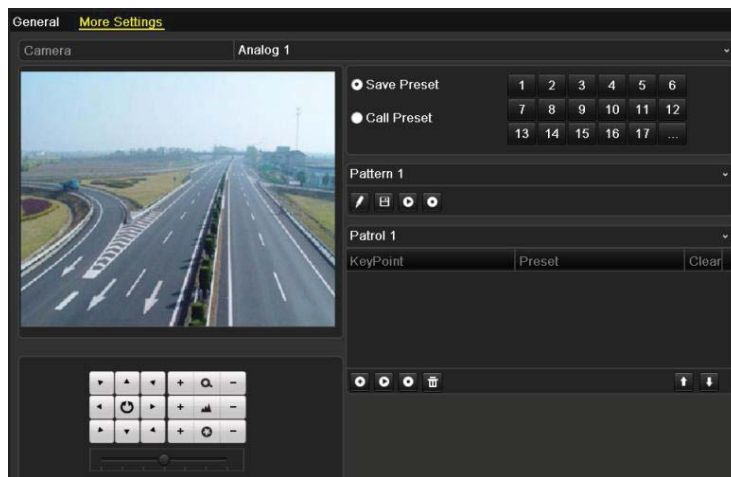 General More Settings
Camera Analog 1
Save Preset
Call Preset
1 2 3 4 5 6
7 8 9 10 11 12
13 14 15 16 17 ...
Pattern 1
Patrol 1
KeyPoint Preset Clear